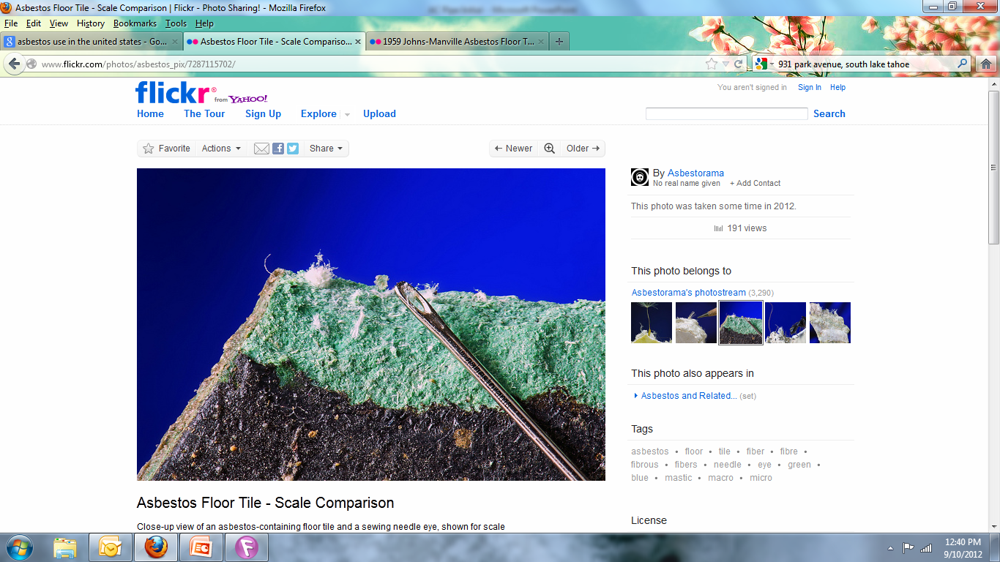 Asbestos Floor Tile - Scale Comparison | Flickr - Photo Sharing! - Mozilla Firefox
File Edit View History Bookmarks Tools Help
asbestos use in the united states - Go... Asbestos Floor Tile - Scale Compariso... 1959 Johns-Manville Asbestos Floor T...
www.flickr.com/photos/asbestos_pix/7287115702/ 931 park avenue, south lake tahoe
flickr® from YAHOO!
You aren't signed in Sign In Help
Home The Tour Sign Up Explore Upload Search
Favorite Actions Share ← Newer Older →
By Asbestorama
No real name given + Add Contact
This photo was taken some time in 2012.
191 views
This photo belongs to
Asbestorama's photostream (3,290)
This photo also appears in
Asbestos and Related... (set)
Tags
asbestos • floor • tile • fiber • fibre •
fibrous • fibers • needle • eye • green •
blue • mastic • macro • micro
License
Asbestos Floor Tile - Scale Comparison
Close-up view of an asbestos-containing floor tile and a sewing needle eye, shown for scale
12:40 PM
9/10/2012